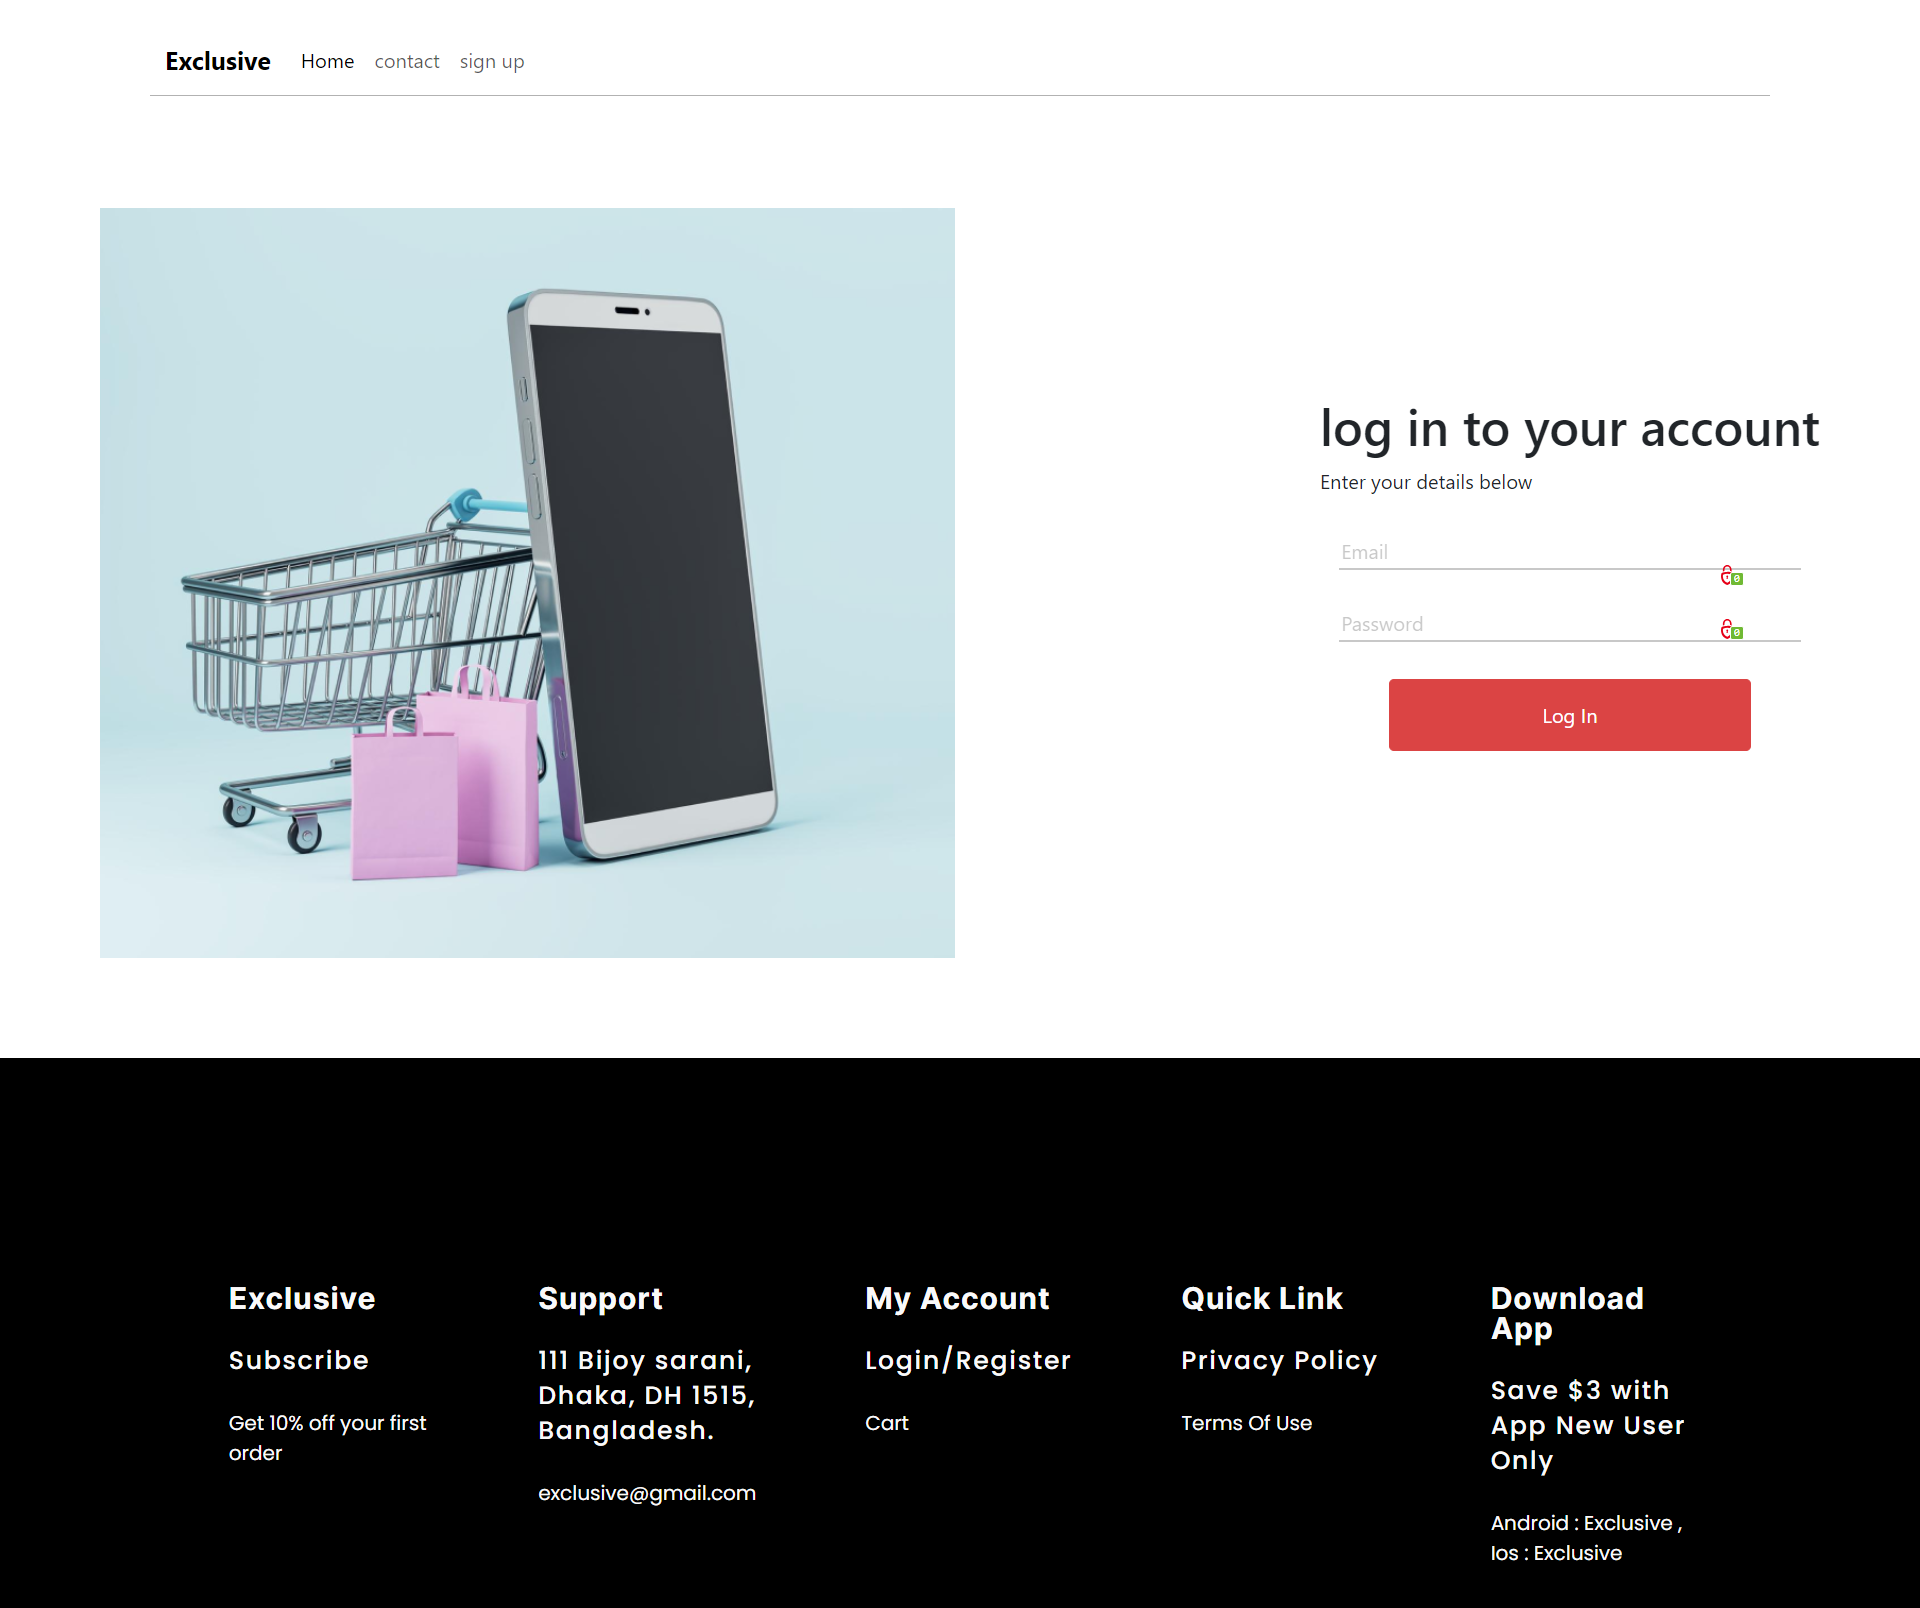 Exclusive Home contact sign up
log in to your account
Enter your details below
Email
Password
Log In
Exclusive
Subscribe
Get 10% off your first
order
Support
111 Bijoy sarani,
Dhaka, DH 1515,
Bangladesh.
exclusive@gmail.com
My Account
Login/Register
Cart
Quick Link
Privacy Policy
Terms Of Use
Download
App
Save $3 with
App New User
Only
Android : Exclusive ,
Ios : Exclusive